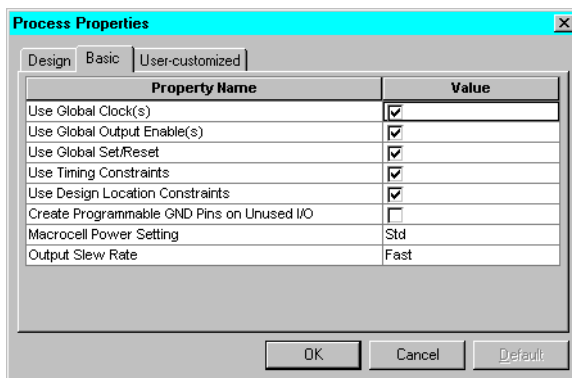 Process Properties
Design Basic User-customized
Property Name Value
Use Global Clock(s)
Use Global Output Enable(s)
Use Global Set/Reset
Use Timing Constraints
Use Design Location Constraints
Create Programmable GND Pins on Unused I/O
Macrocell Power Setting Std
Output Slew Rate Fast
OK Cancel Default